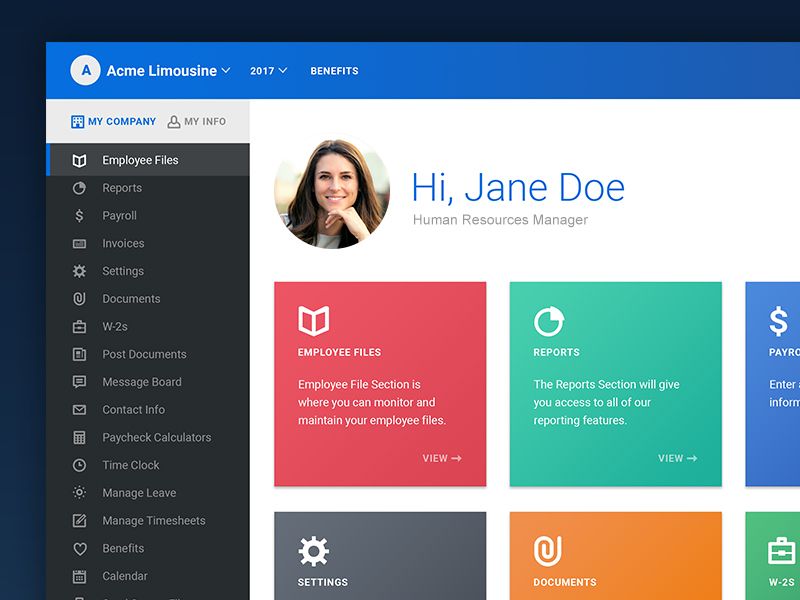 A Acme Limousine 2017 BENEFITS
MY COMPANY MY INFO
Employee Files
Reports
Payroll
Invoices
Settings
Documents
W-2s
Post Documents
Message Board
Contact Info
Paycheck Calculators
Time Clock
Manage Leave
Manage Timesheets
Benefits
Calendar
Hi, Jane Doe
Human Resources Manager
EMPLOYEE FILES
Employee File Section is
where you can monitor and
maintain your employee files.
VIEW →
REPORTS
The Reports Section will give
you access to all of our
reporting features.
VIEW →
$
PAYRO
Enter
inform
SETTINGS
DOCUMENTS
W-2S